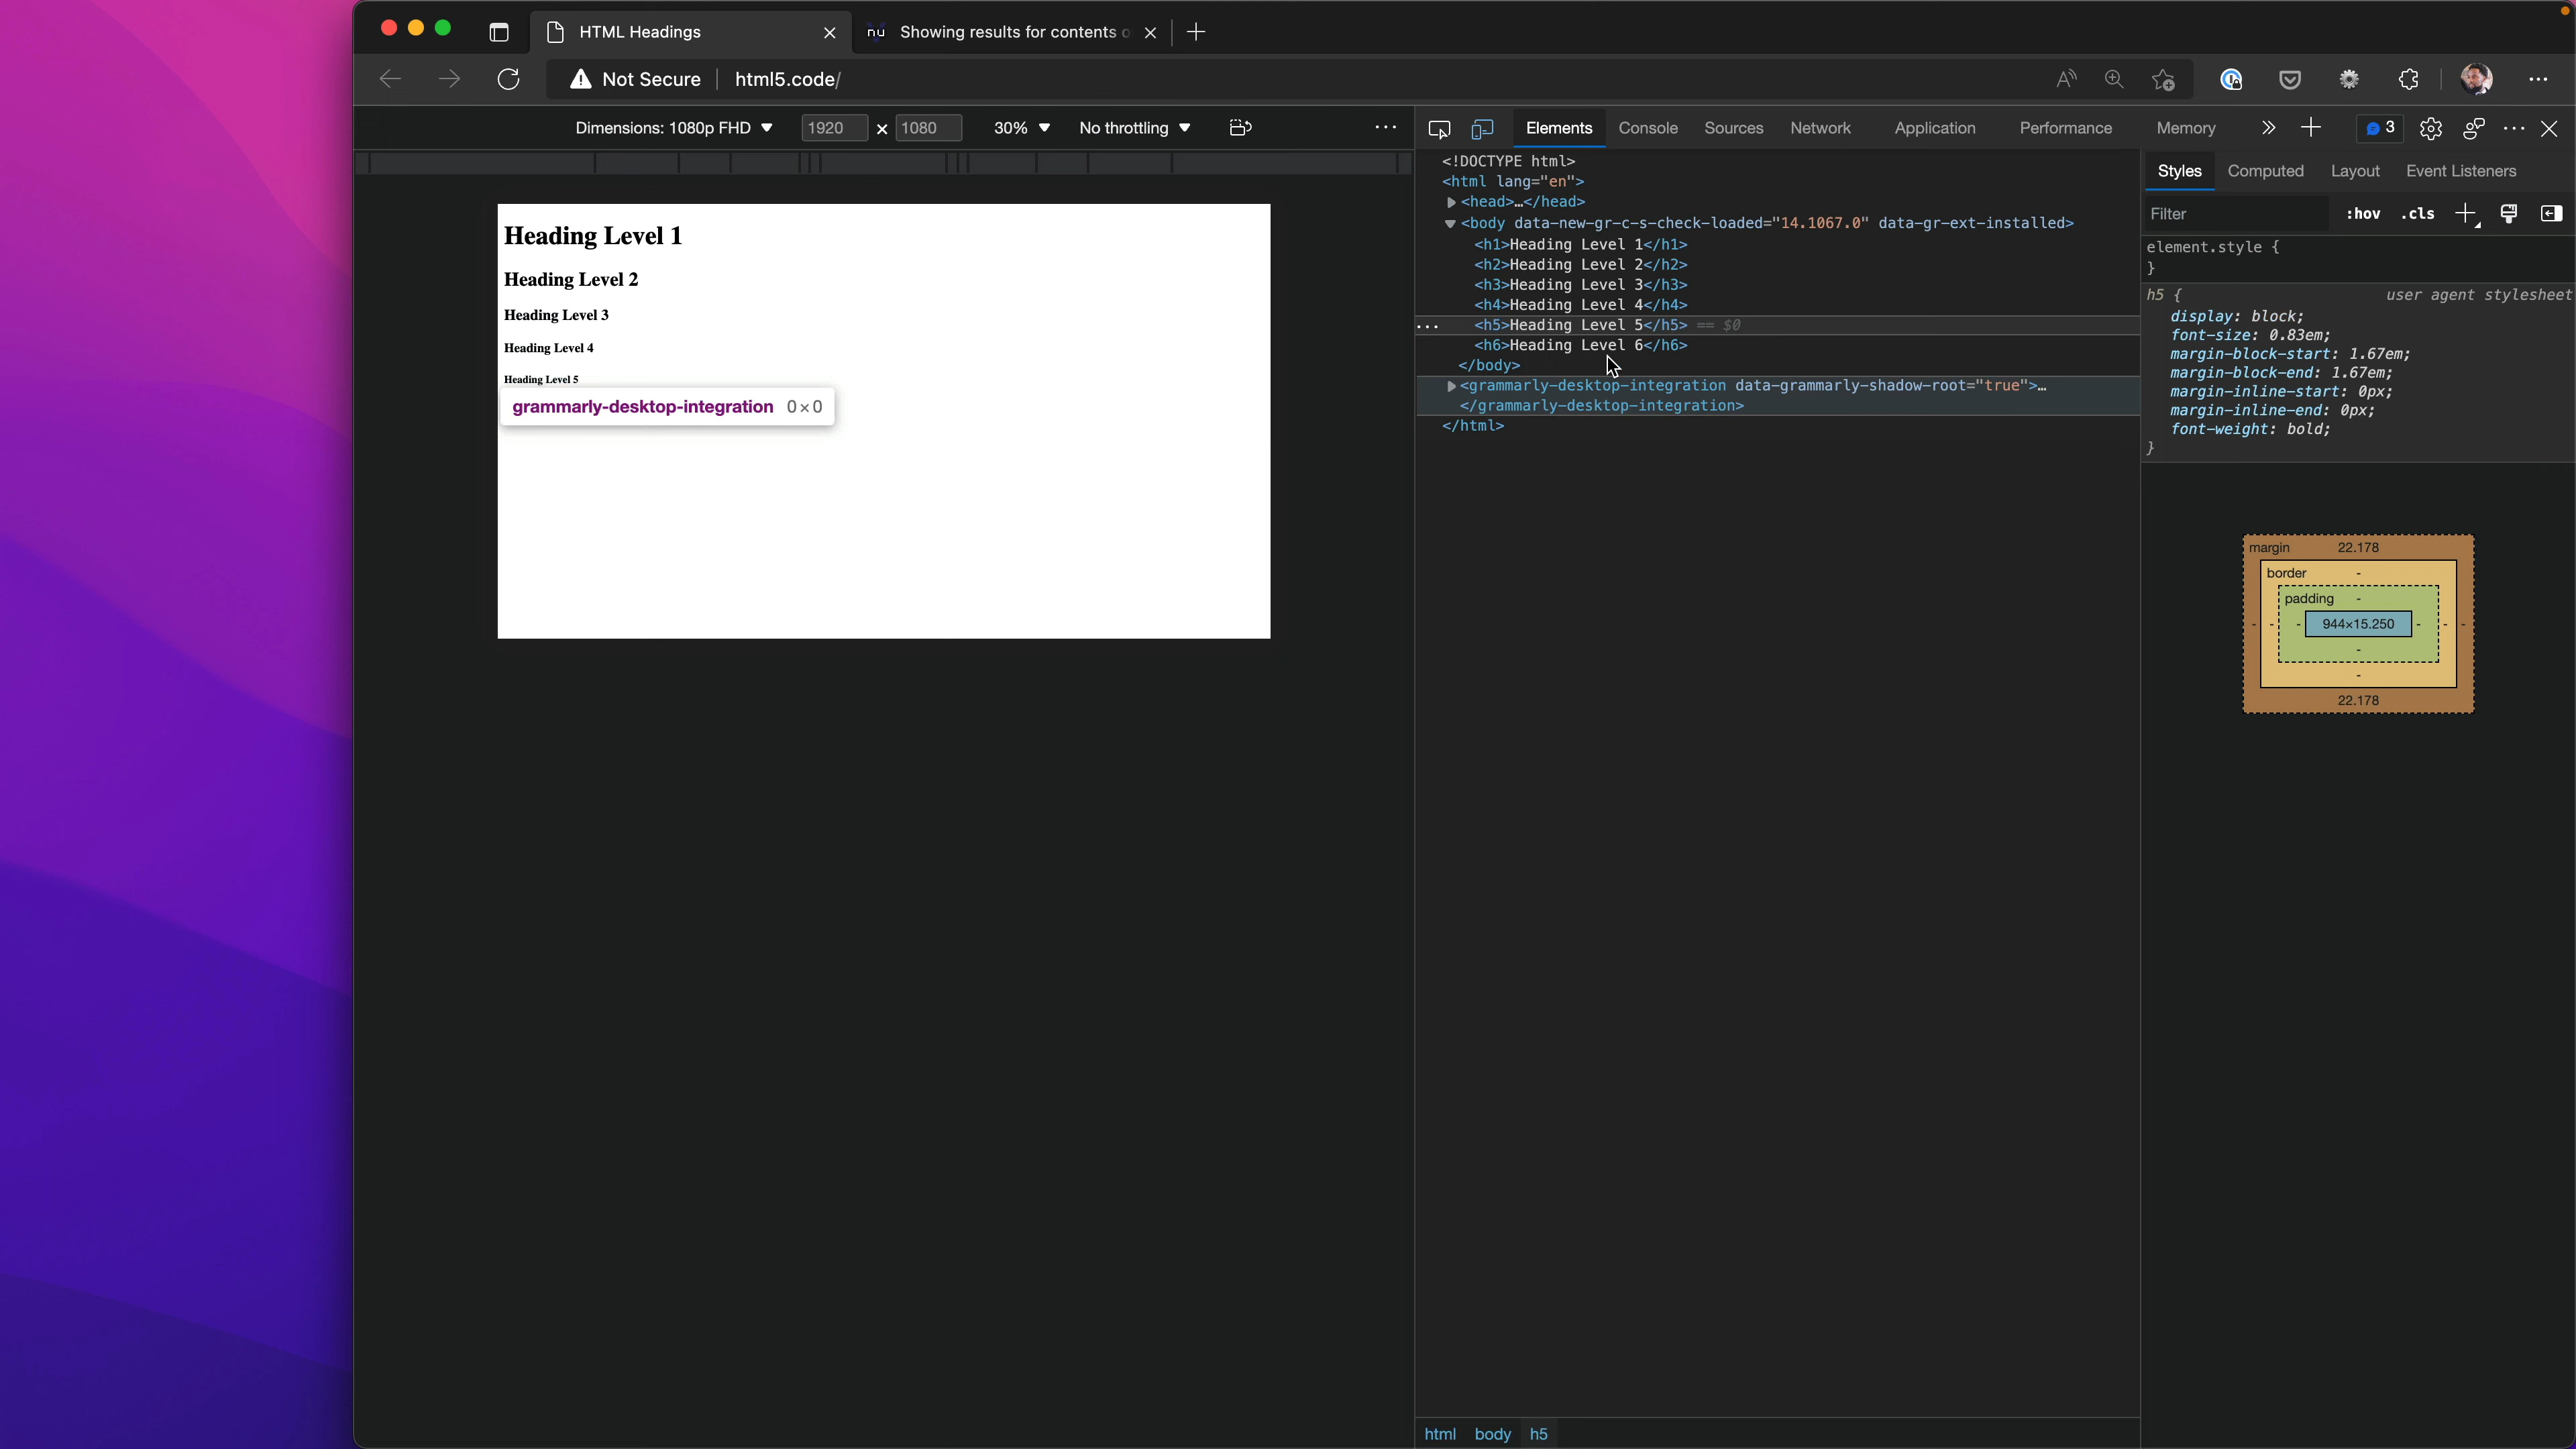 HTML Headings
nu Showing results for contents o
Not Secure html5.code/
Dimensions: 1080p FHD 1920 × 1080 30% No throttling
Elements Console Sources Network Application Performance Memory 3
Heading Level 1
Heading Level 2
Heading Level 3
Heading Level 4
Heading Level 5
grammarly-desktop-integration 0×0
<!DOCTYPE html>
<html lang="en">
<head>…</head>
<body data-new-gr-c-s-check-loaded="14.1067.0" data-gr-ext-installed>
<h1>Heading Level 1</h1>
<h2>Heading Level 2</h2>
<h3>Heading Level 3</h3>
<h4>Heading Level 4</h4>
<h5>Heading Level 5</h5> == $0
<h6>Heading Level 6</h6>
</body>
<grammarly-desktop-integration data-grammarly-shadow-root="true">…
</grammarly-desktop-integration>
</html>
html body h5
Styles Computed Layout Event Listeners
Filter :hov .cls
element.style {
}
h5 { user agent stylesheet
display: block;
font-size: 0.83em;
margin-block-start: 1.67em;
margin-block-end: 1.67em;
margin-inline-start: 0px;
margin-inline-end: 0px;
font-weight: bold;
}
margin 22.178
border -
padding -
- - - 944×15.250 - - -
-
-
22.178